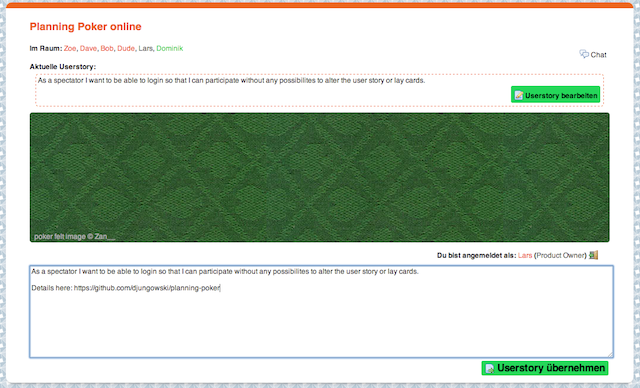 Planning Poker online
Im Raum: Zoe, Dave, Bob, Dude, Lars, Dominik
Chat
Aktuelle Userstory:
As a spectator I want to be able to login so that I can participate without any possibilites to alter the user story or lay cards.
Userstory bearbeiten
poker felt image © Zan__
Du bist angemeldet als: Lars (Product Owner)
As a spectator I want to be able to login so that I can participate without any possibilites to alter the user story or lay cards.
Details here: https://github.com/djungowski/planning-poker
Userstory übernehmen